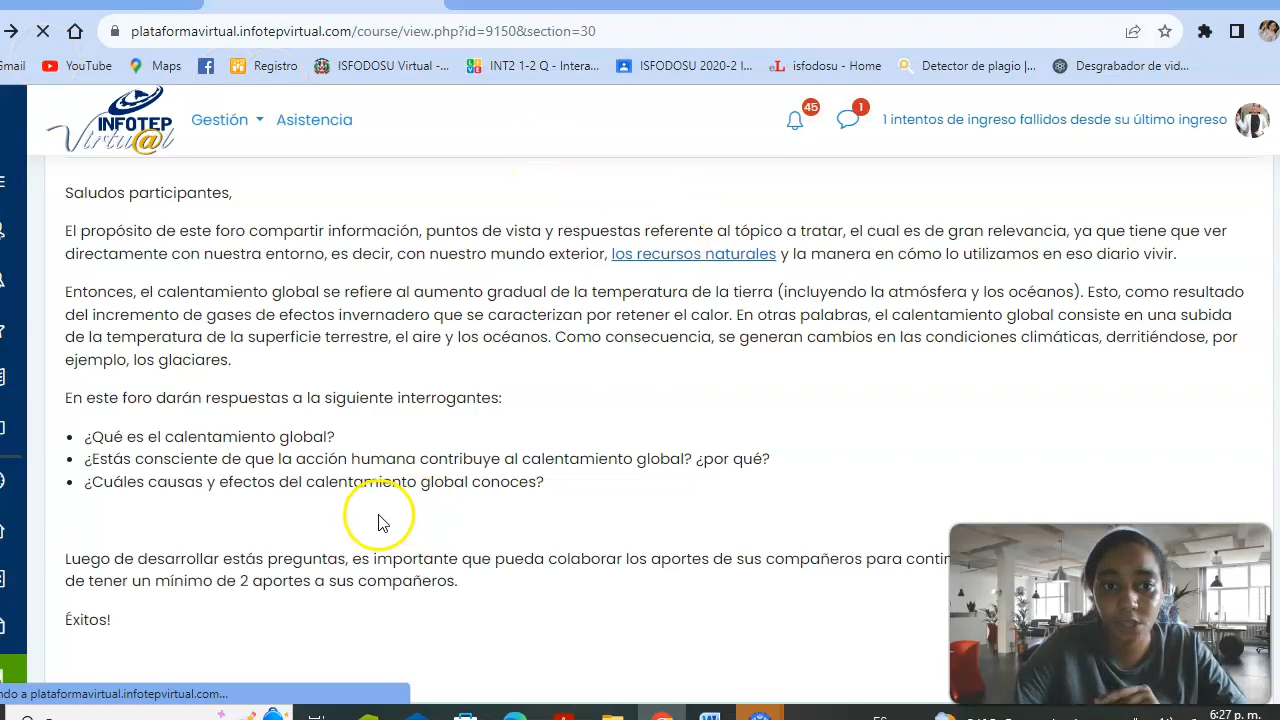 plataformavirtual.infotepvirtual.com/course/view.php?id=9150&section=30
Gmail YouTube Maps Registro ISFODOSU Virtual -... INT2 1-2 Q - Intera... ISFODOSU 2020-2 I... isfodosu - Home Detector de plagio |... Desgrabador de vid...
INFOTEP
Virtu@l
Gestión Asistencia 45 1 1 intentos de ingreso fallidos desde su último ingreso
Saludos participantes,
El propósito de este foro compartir información, puntos de vista y respuestas referente al tópico a tratar, el cual es de gran relevancia, ya que tiene que ver
directamente con nuestra entorno, es decir, con nuestro mundo exterior, los recursos naturales y la manera en cómo lo utilizamos en eso diario vivir.
Entonces, el calentamiento global se refiere al aumento gradual de la temperatura de la tierra (incluyendo la atmósfera y los océanos). Esto, como resultado
del incremento de gases de efectos invernadero que se caracterizan por retener el calor. En otras palabras, el calentamiento global consiste en una subida
de la temperatura de la superficie terrestre, el aire y los océanos. Como consecuencia, se generan cambios en las condiciones climáticas, derritiéndose, por
ejemplo, los glaciares.
En este foro darán respuestas a la siguiente interrogantes:
• ¿Qué es el calentamiento global?
• ¿Estás consciente de que la acción humana contribuye al calentamiento global? ¿por qué?
• ¿Cuáles causas y efectos del calentamiento global conoces?
Luego de desarrollar estás preguntas, es importante que pueda colaborar los aportes de sus compañeros para contin
de tener un mínimo de 2 aportes a sus compañeros.
Éxitos!
ndo a plataformavirtual.infotepvirtual.com...
6:27 p. m.